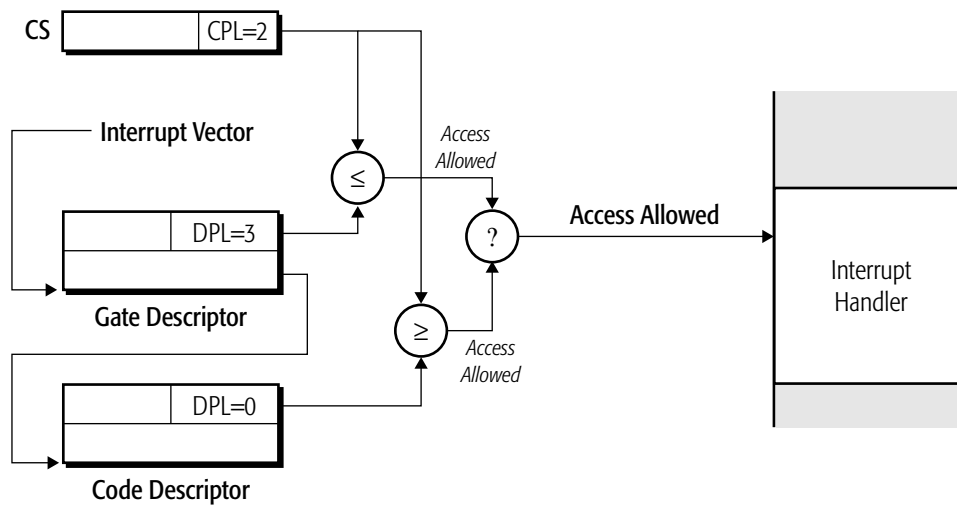 CS
CPL=2
Interrupt Vector
Access
Allowed
≤
DPL=3
Access Allowed
?
Gate Descriptor
Interrupt
Handler
≥
Access
Allowed
DPL=0
Code Descriptor